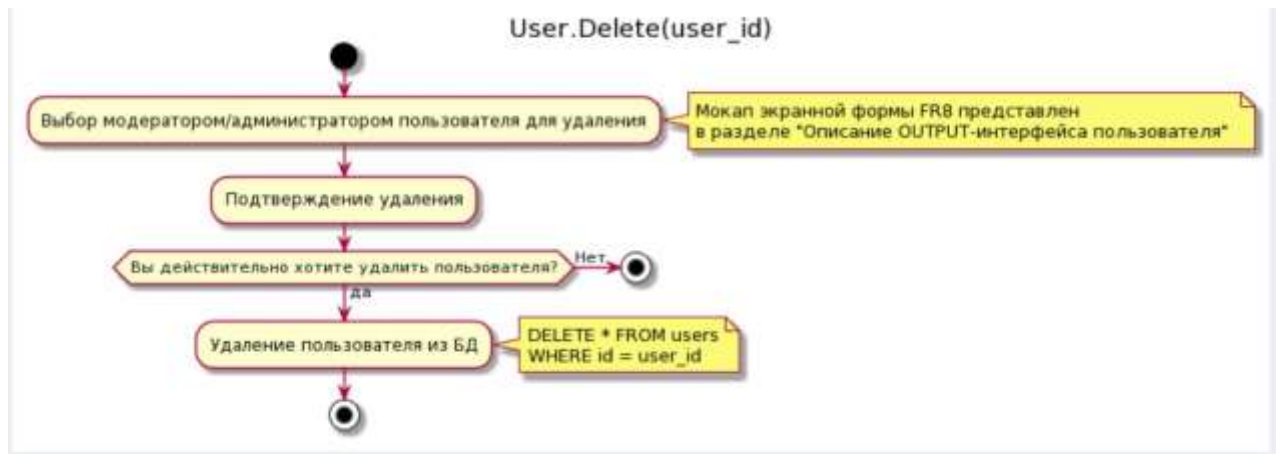 User.Delete(user_id)
Выбор модератором/администратором пользователя для удаления
Мокап экранной формы FR8 представлен
в разделе "Описание OUTPUT-интерфейса пользователя"
Подтверждение удаления
Вы действительно хотите удалить пользователя?
Нет
да
Удаление пользователя из БД
DELETE * FROM users
WHERE id = user_id